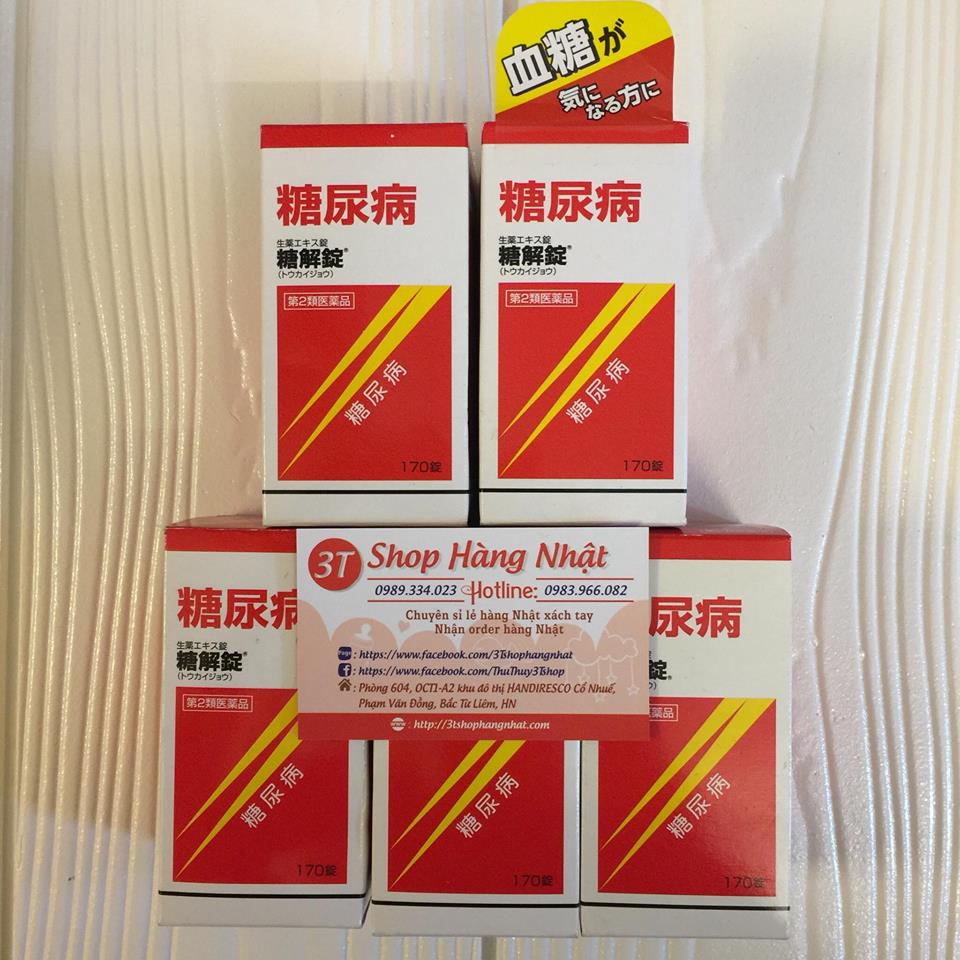 血糖が
気に
なる方に
糖尿病
生薬エキス錠
糖解錠®
(トウカイジョウ)
第2類医薬品
糖尿病
170錠
糖尿病
生薬エキス錠
糖解錠®
(トウカイジョウ)
第2類医薬品
糖尿病
170錠
3T Shop Hàng Nhật
0989.334.023 Hotline: 0983.966.082
Chuyên sỉ lẻ hàng Nhật xách tay
Nhận order hàng Nhật
Page : https://www.facebook.com/3Tshophangnhat
f : https://www.facebook.com/ThuThuy3Tshop
: Phòng 604, OCT1-A2 khu đô thị HANDIRESCO Cổ Nhuế,
Phạm Văn Đồng, Bắc Từ Liêm, HN
www : http://3tshophangnhat.com
糖尿病
生薬エキス錠
糖解錠®
(トウカイジョウ)
第2類医薬品
糖尿病
170錠
糖尿病
170錠
尿病
錠
解錠®
医薬品
糖尿病
170錠